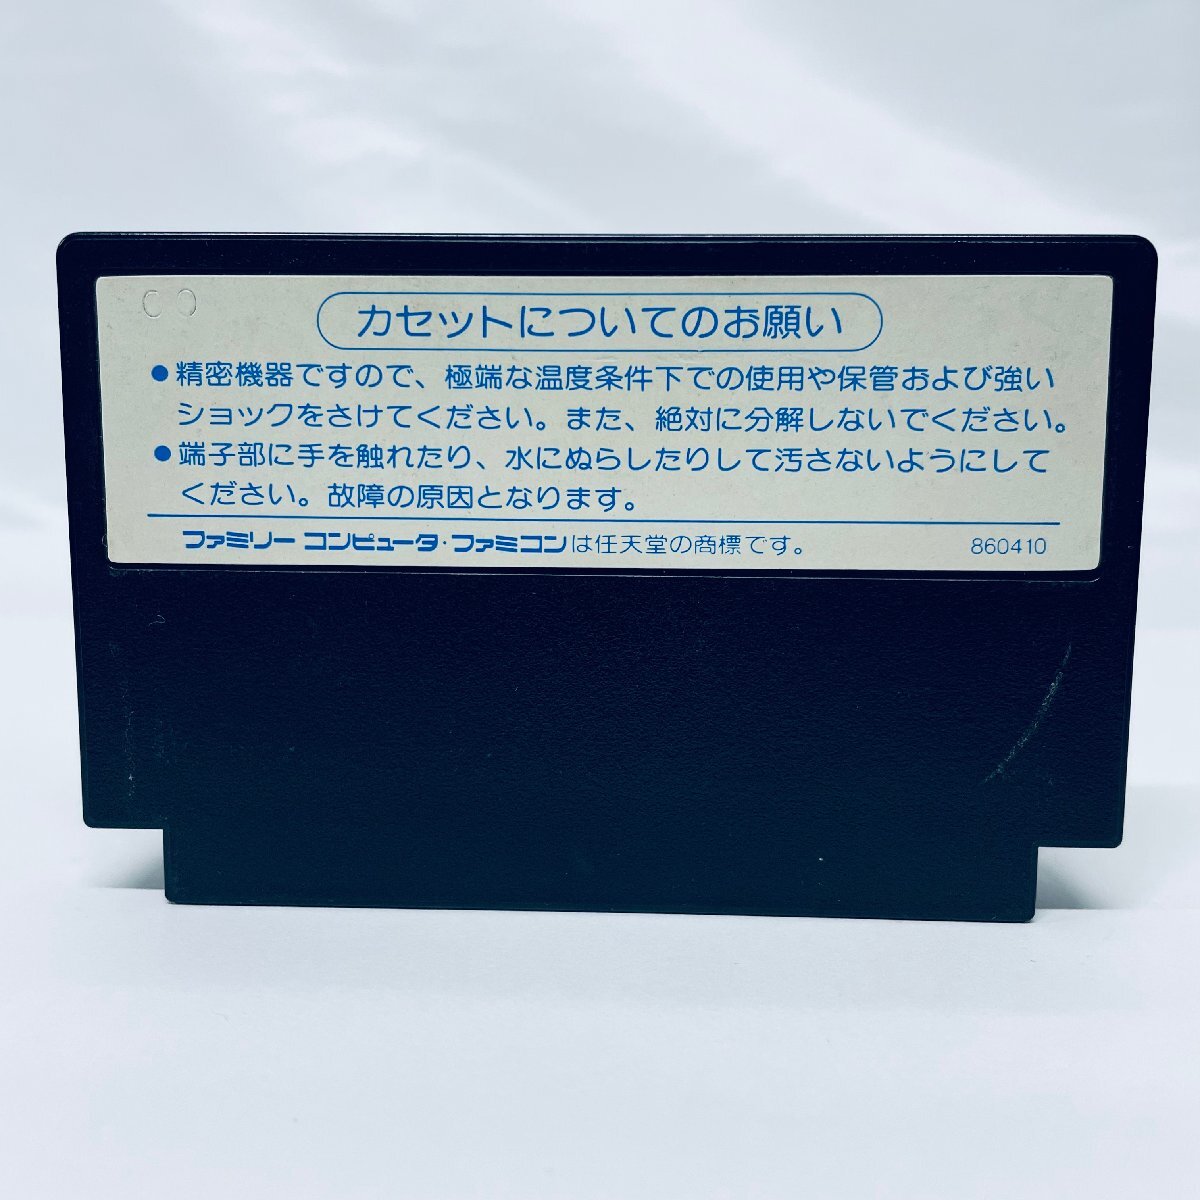 カセットについてのお願い
●精密機器ですので、極端な温度条件下での使用や保管および強い
ショックをさけてください。また、絶対に分解しないでください。
●端子部に手を触れたり、水にぬらしたりして汚さないようにして
ください。故障の原因となります。
ファミリー コンピュータ・ファミコンは任天堂の商標です。 860410